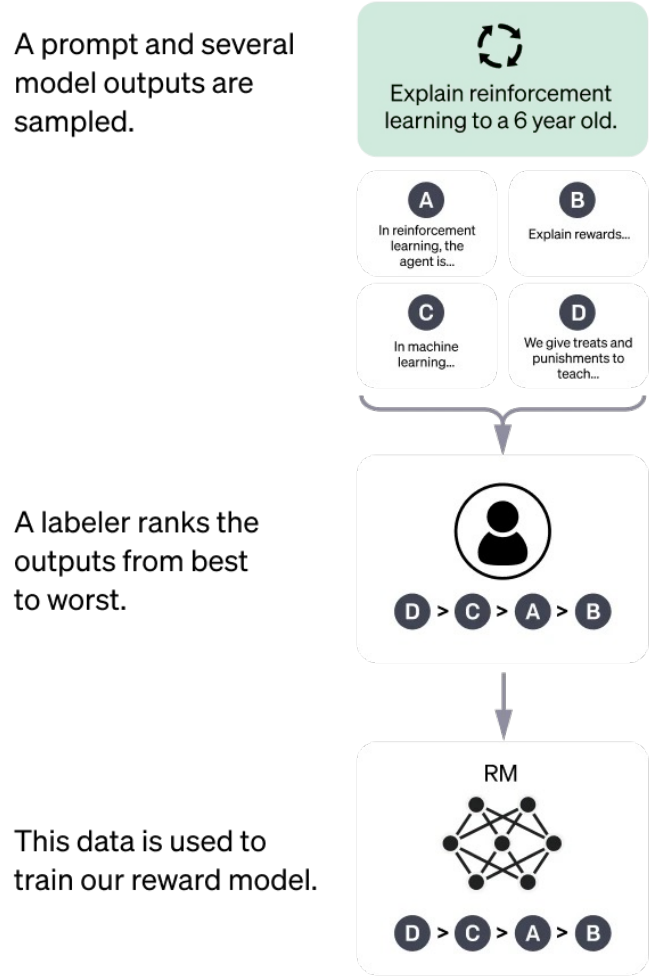 A prompt and several
model outputs are
sampled.
Explain reinforcement
learning to a 6 year old.
A
In reinforcement
learning, the
agent is...
B
Explain rewards...
C
In machine
learning...
D
We give treats and
punishments to
teach...
A labeler ranks the
outputs from best
to worst.
D > C > A > B
This data is used to
train our reward model.
RM
D > C > A > B